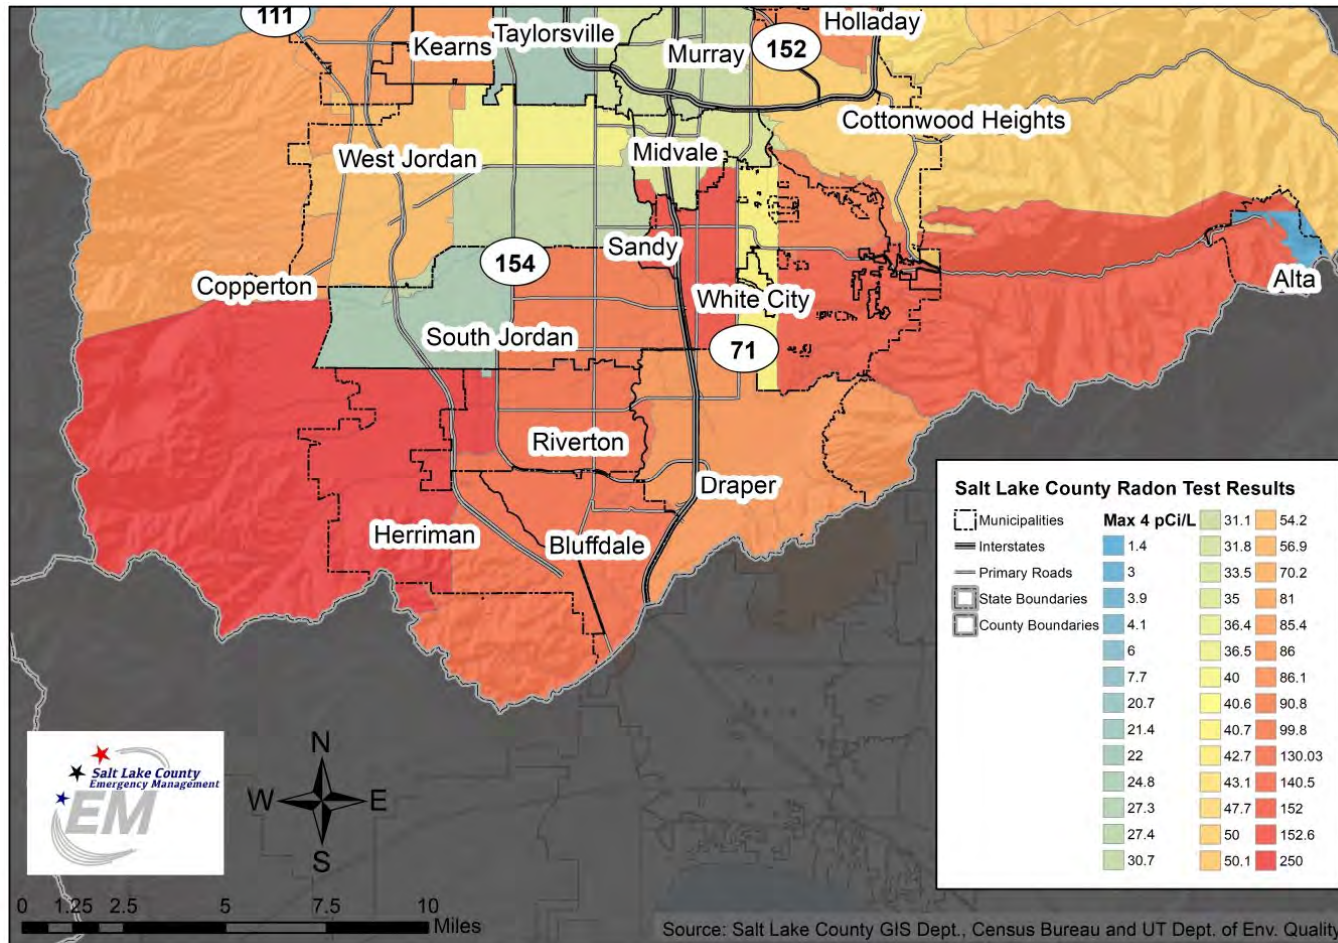 111
Kearns
Taylorsville
Murray
152
Holladay
Cottonwood Heights
West Jordan
Midvale
154
Sandy
Copperton
White City
Alta
South Jordan
71
Riverton
Draper
Herriman
Bluffdale
Salt Lake County Radon Test Results
Municipalities
Interstates
Primary Roads
State Boundaries
County Boundaries
Max 4 pCi/L
1.4
3
3.9
4.1
6
7.7
20.7
21.4
22
24.8
27.3
27.4
30.7
31.1
31.8
33.5
35
36.4
36.5
40
40.6
40.7
42.7
43.1
47.7
50
50.1
54.2
56.9
70.2
81
85.4
86
86.1
90.8
99.8
130.03
140.5
152
152.6
250
Salt Lake County
Emergency Management
EM
N
W E
S
0 1.25 2.5 5 7.5 10
Miles
Source: Salt Lake County GIS Dept., Census Bureau and UT Dept. of Env. Quality